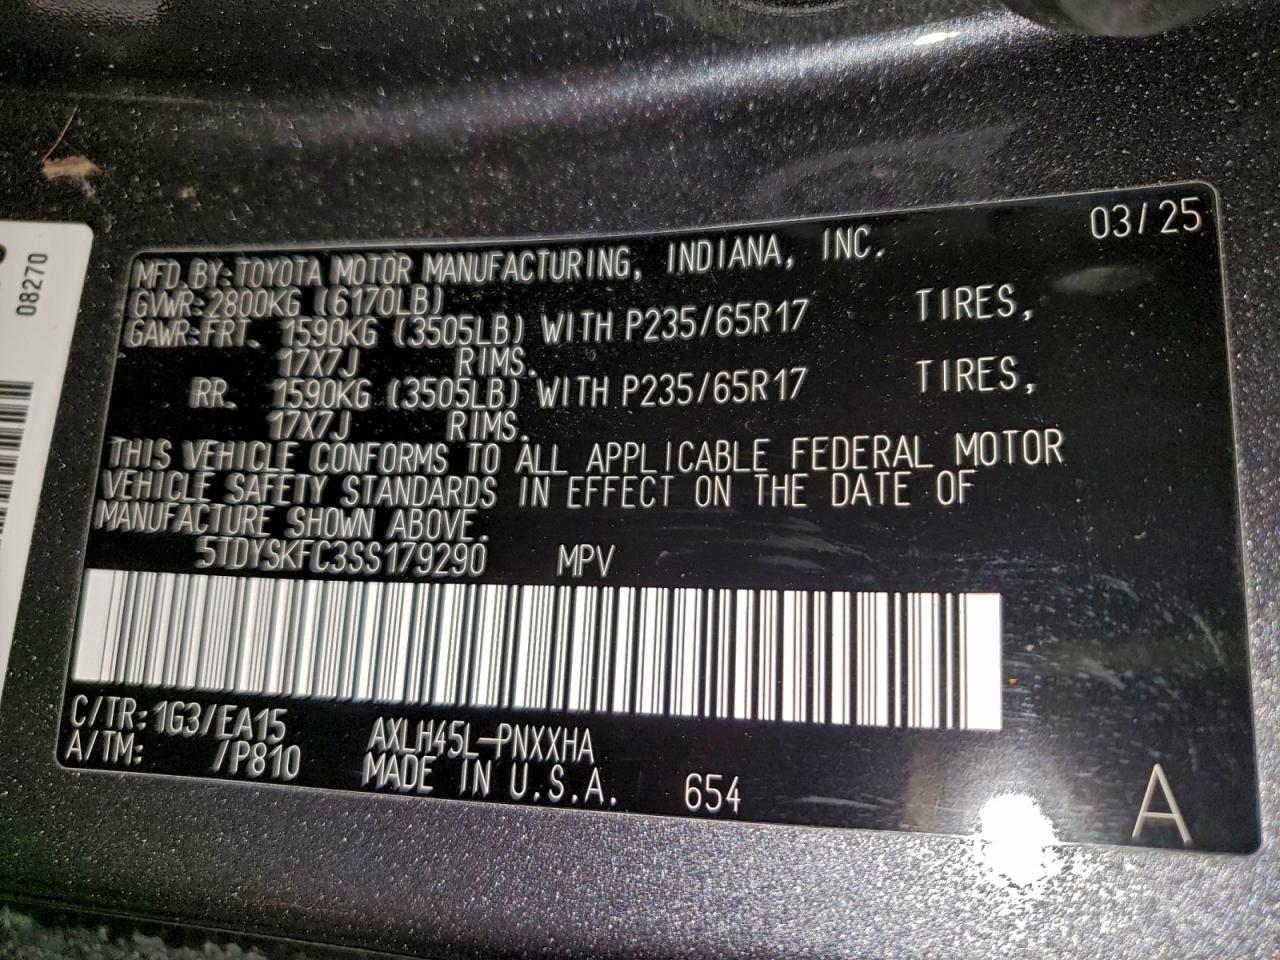 03/25
MFD.BY:TOYOTA MOTOR MANUFACTURING, INDIANA, INC.
GVWR:2800KG (6170LB)
GAWR:FRT. 1590KG (3505LB) WITH P235/65R17 TIRES,
17X7J RIMS.
RR. 1590KG (3505LB) WITH P235/65R17 TIRES,
17X7J RIMS.
THIS VEHICLE CONFORMS TO ALL APPLICABLE FEDERAL MOTOR
VEHICLE SAFETY STANDARDS IN EFFECT ON THE DATE OF
MANUFACTURE SHOWN ABOVE.
5TDYSKFC3SS179290 MPV
C/TR:1G3/EA15 AXLH45L-PNXXHA
A/TM: /P810 MADE IN U.S.A. 654
A
08270